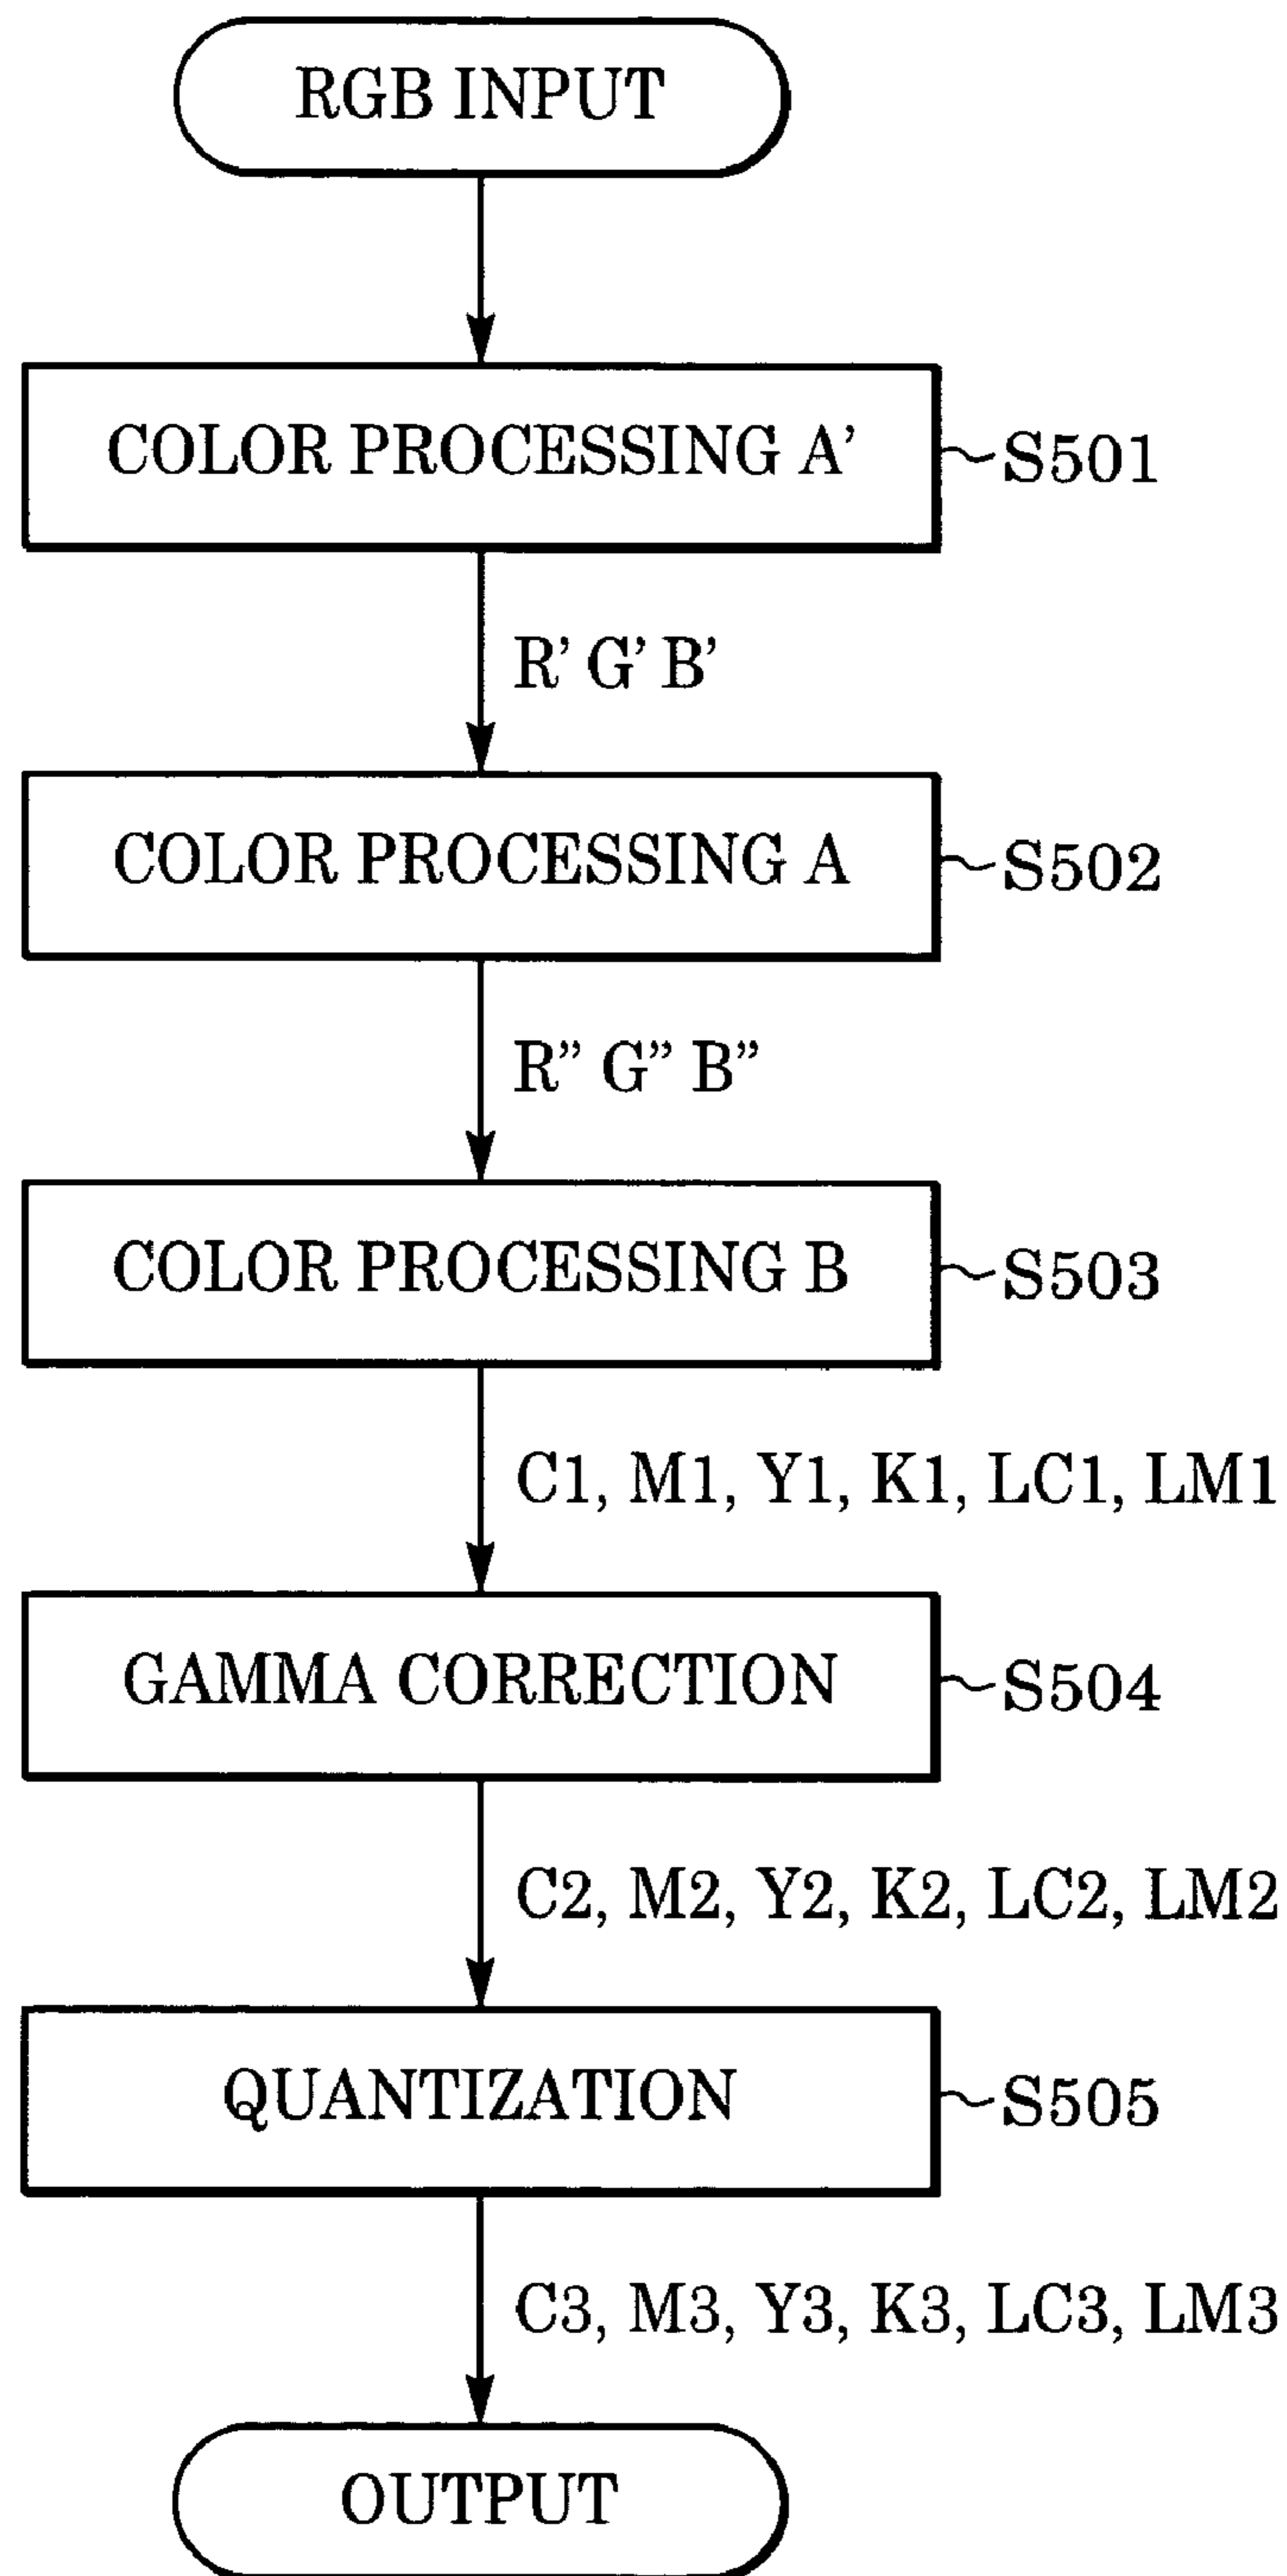 RGB INPUT
COLOR PROCESSING A' S501
R' G' B'
COLOR PROCESSING A S502
R” G” B”
COLOR PROCESSING B S503
C1, M1, Y1, K1, LC1, LM1
GAMMA CORRECTION S504
C2, M2, Y2, K2, LC2, LM2
QUANTIZATION S505
C3, M3, Y3, K3, LC3, LM3
OUTPUT